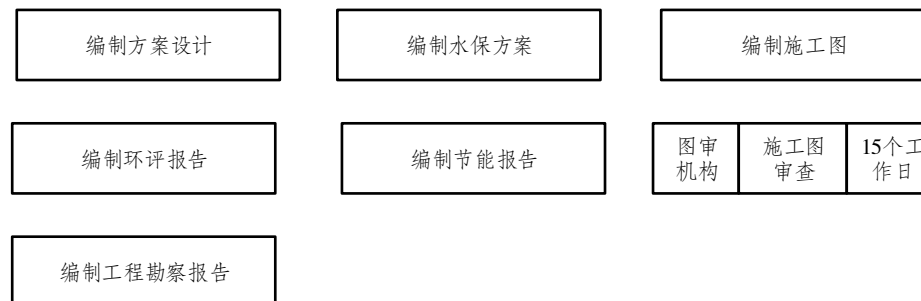 编制方案设计
编制水保方案
编制施工图
编制环评报告
编制节能报告
图审
机构
施工图
审查
15个工
作日
编制工程勘察报告